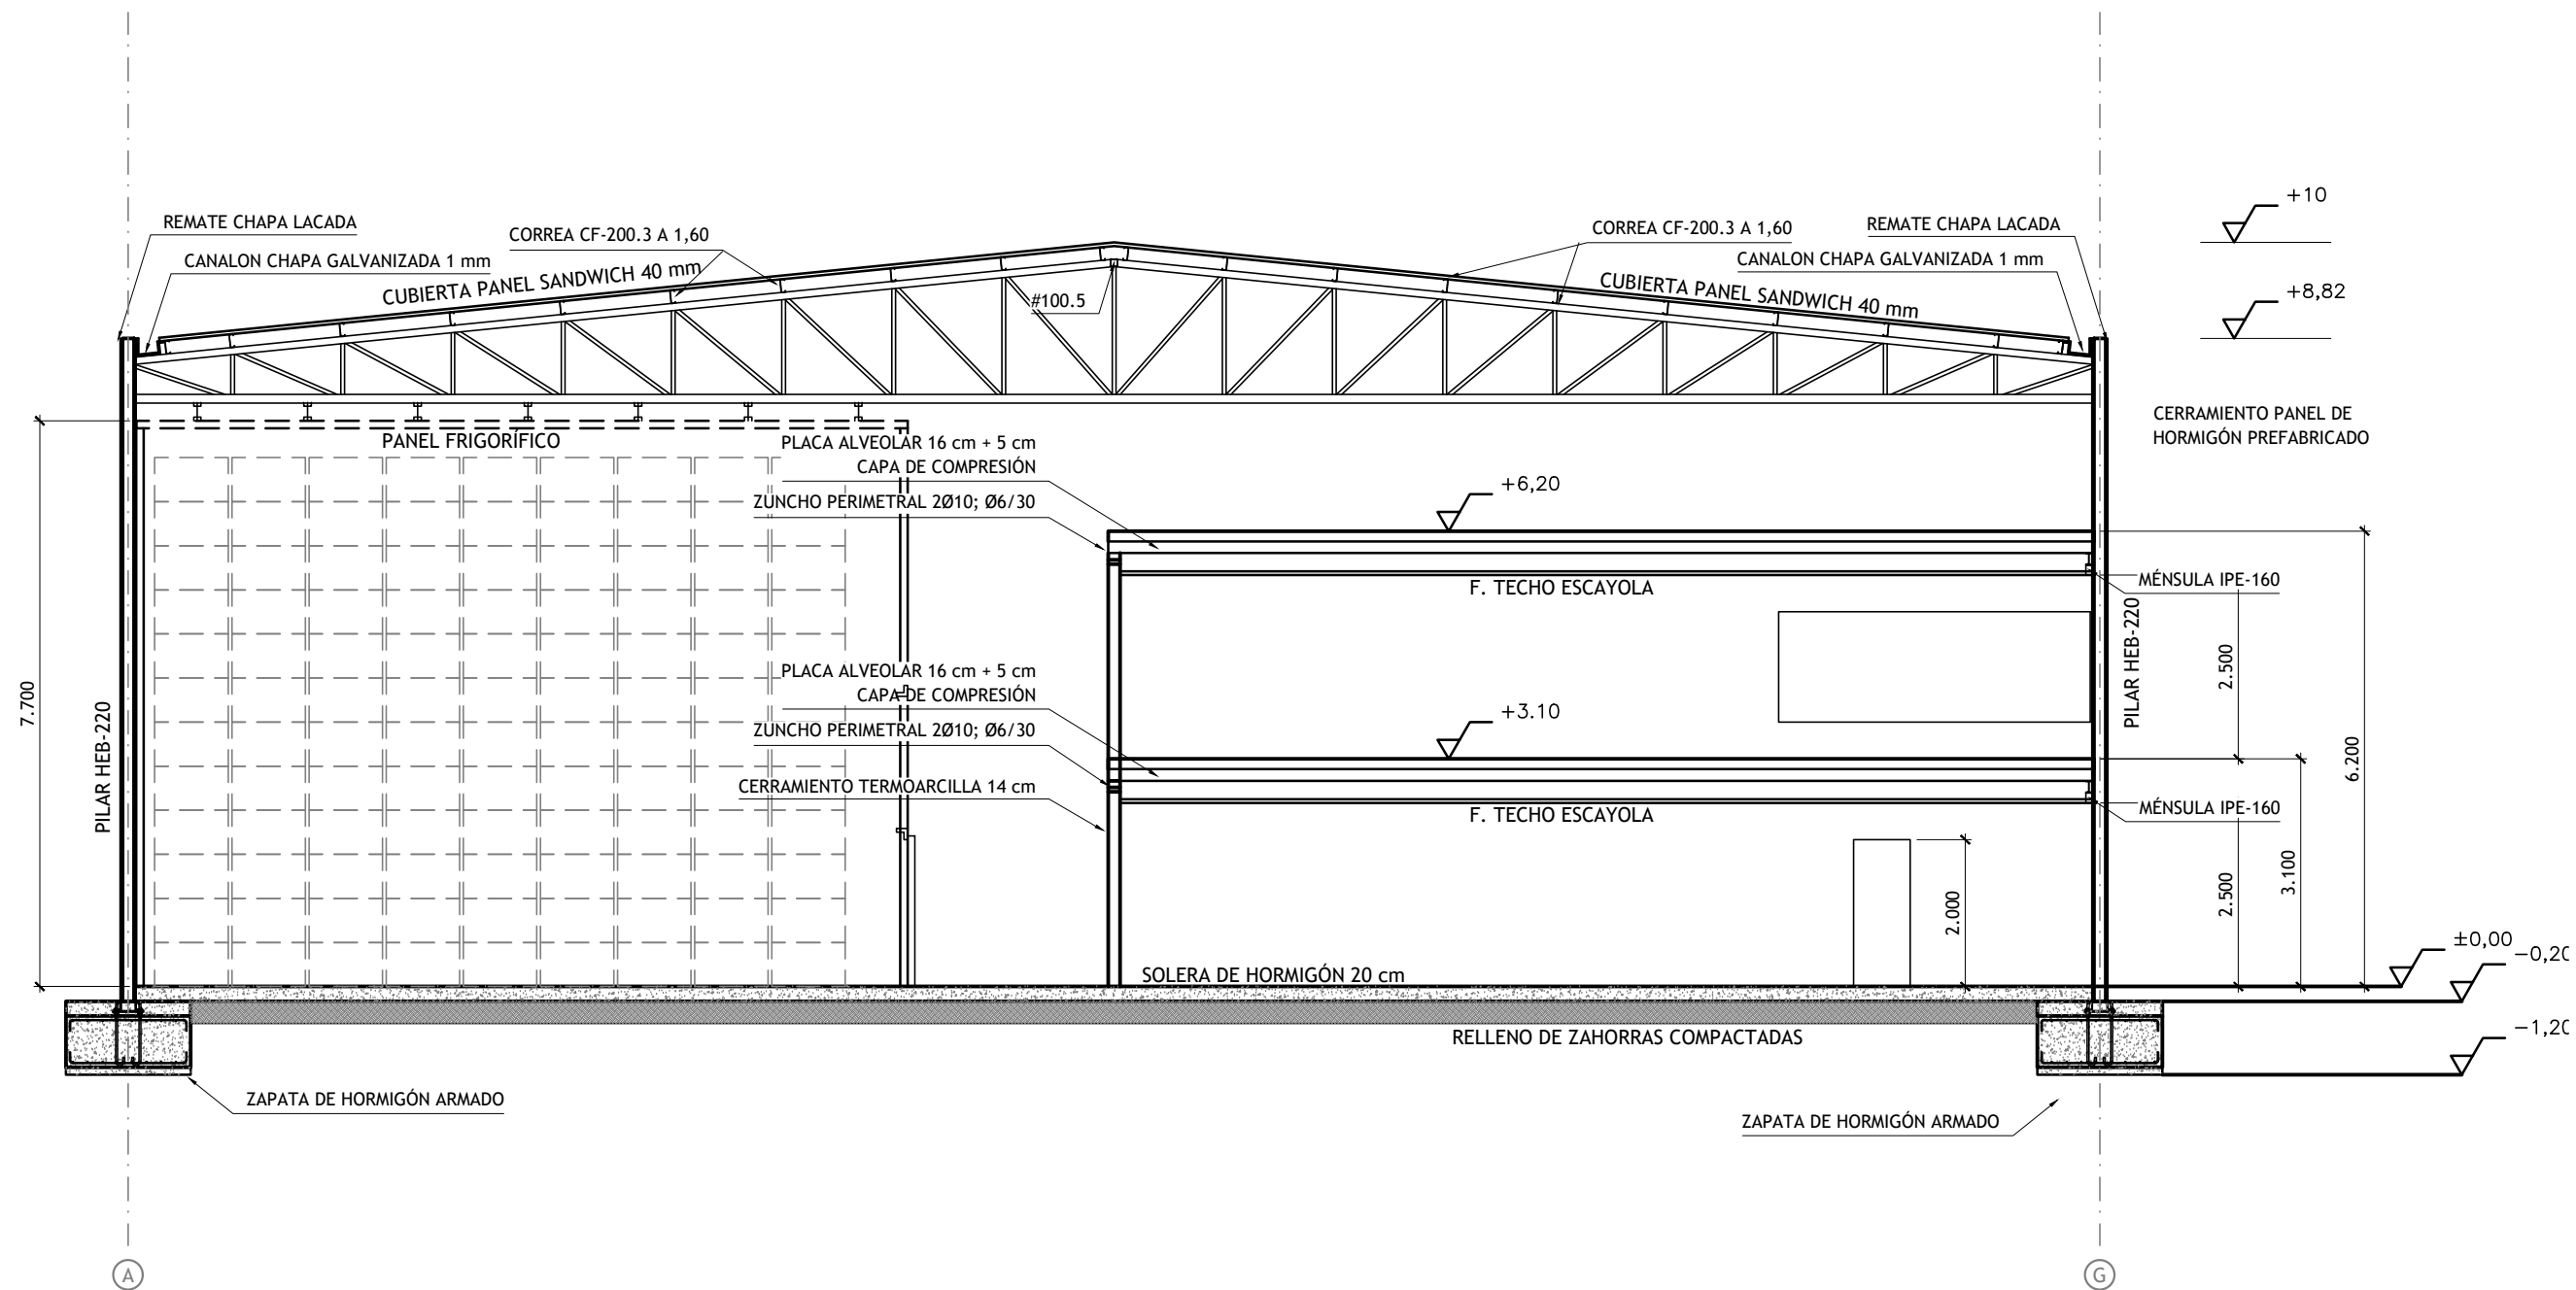 +10
REMATE CHAPA LACADA
CORREA CF-200.3 A 1,60
CORREA CF-200.3 A 1,60
REMATE CHAPA LACADA
CANALON CHAPA GALVANIZADA 1 mm
CUBIERTA PANEL SANDWICH 40 mm
#100.5
CUBIERTA PANEL SANDWICH 40 mm
CANALON CHAPA GALVANIZADA 1 mm
+8,82
CERRAMIENTO PANEL DE
HORMIGÓN PREFABRICADO
PANEL FRIGORÍFICO
PLACA ALVEOLAR 16 cm + 5 cm
CAPA DE COMPRESIÓN
ZUNCHO PERIMETRAL 2Ø10; Ø6/30
+6,20
F. TECHO ESCAYOLA
MÉNSULA IPE-160
PILAR HEB-220
2.500
6.200
7.700
PILAR HEB-220
PLACA ALVEOLAR 16 cm + 5 cm
CAPA DE COMPRESIÓN
ZUNCHO PERIMETRAL 2Ø10; Ø6/30
+3.10
CERRAMIENTO TERMOARCILLA 14 cm
F. TECHO ESCAYOLA
MÉNSULA IPE-160
2.000
2.500
3.100
±0,00
-0,20
SOLERA DE HORMIGÓN 20 cm
RELLENO DE ZAHORRAS COMPACTADAS
-1,20
ZAPATA DE HORMIGÓN ARMADO
ZAPATA DE HORMIGÓN ARMADO
A
G